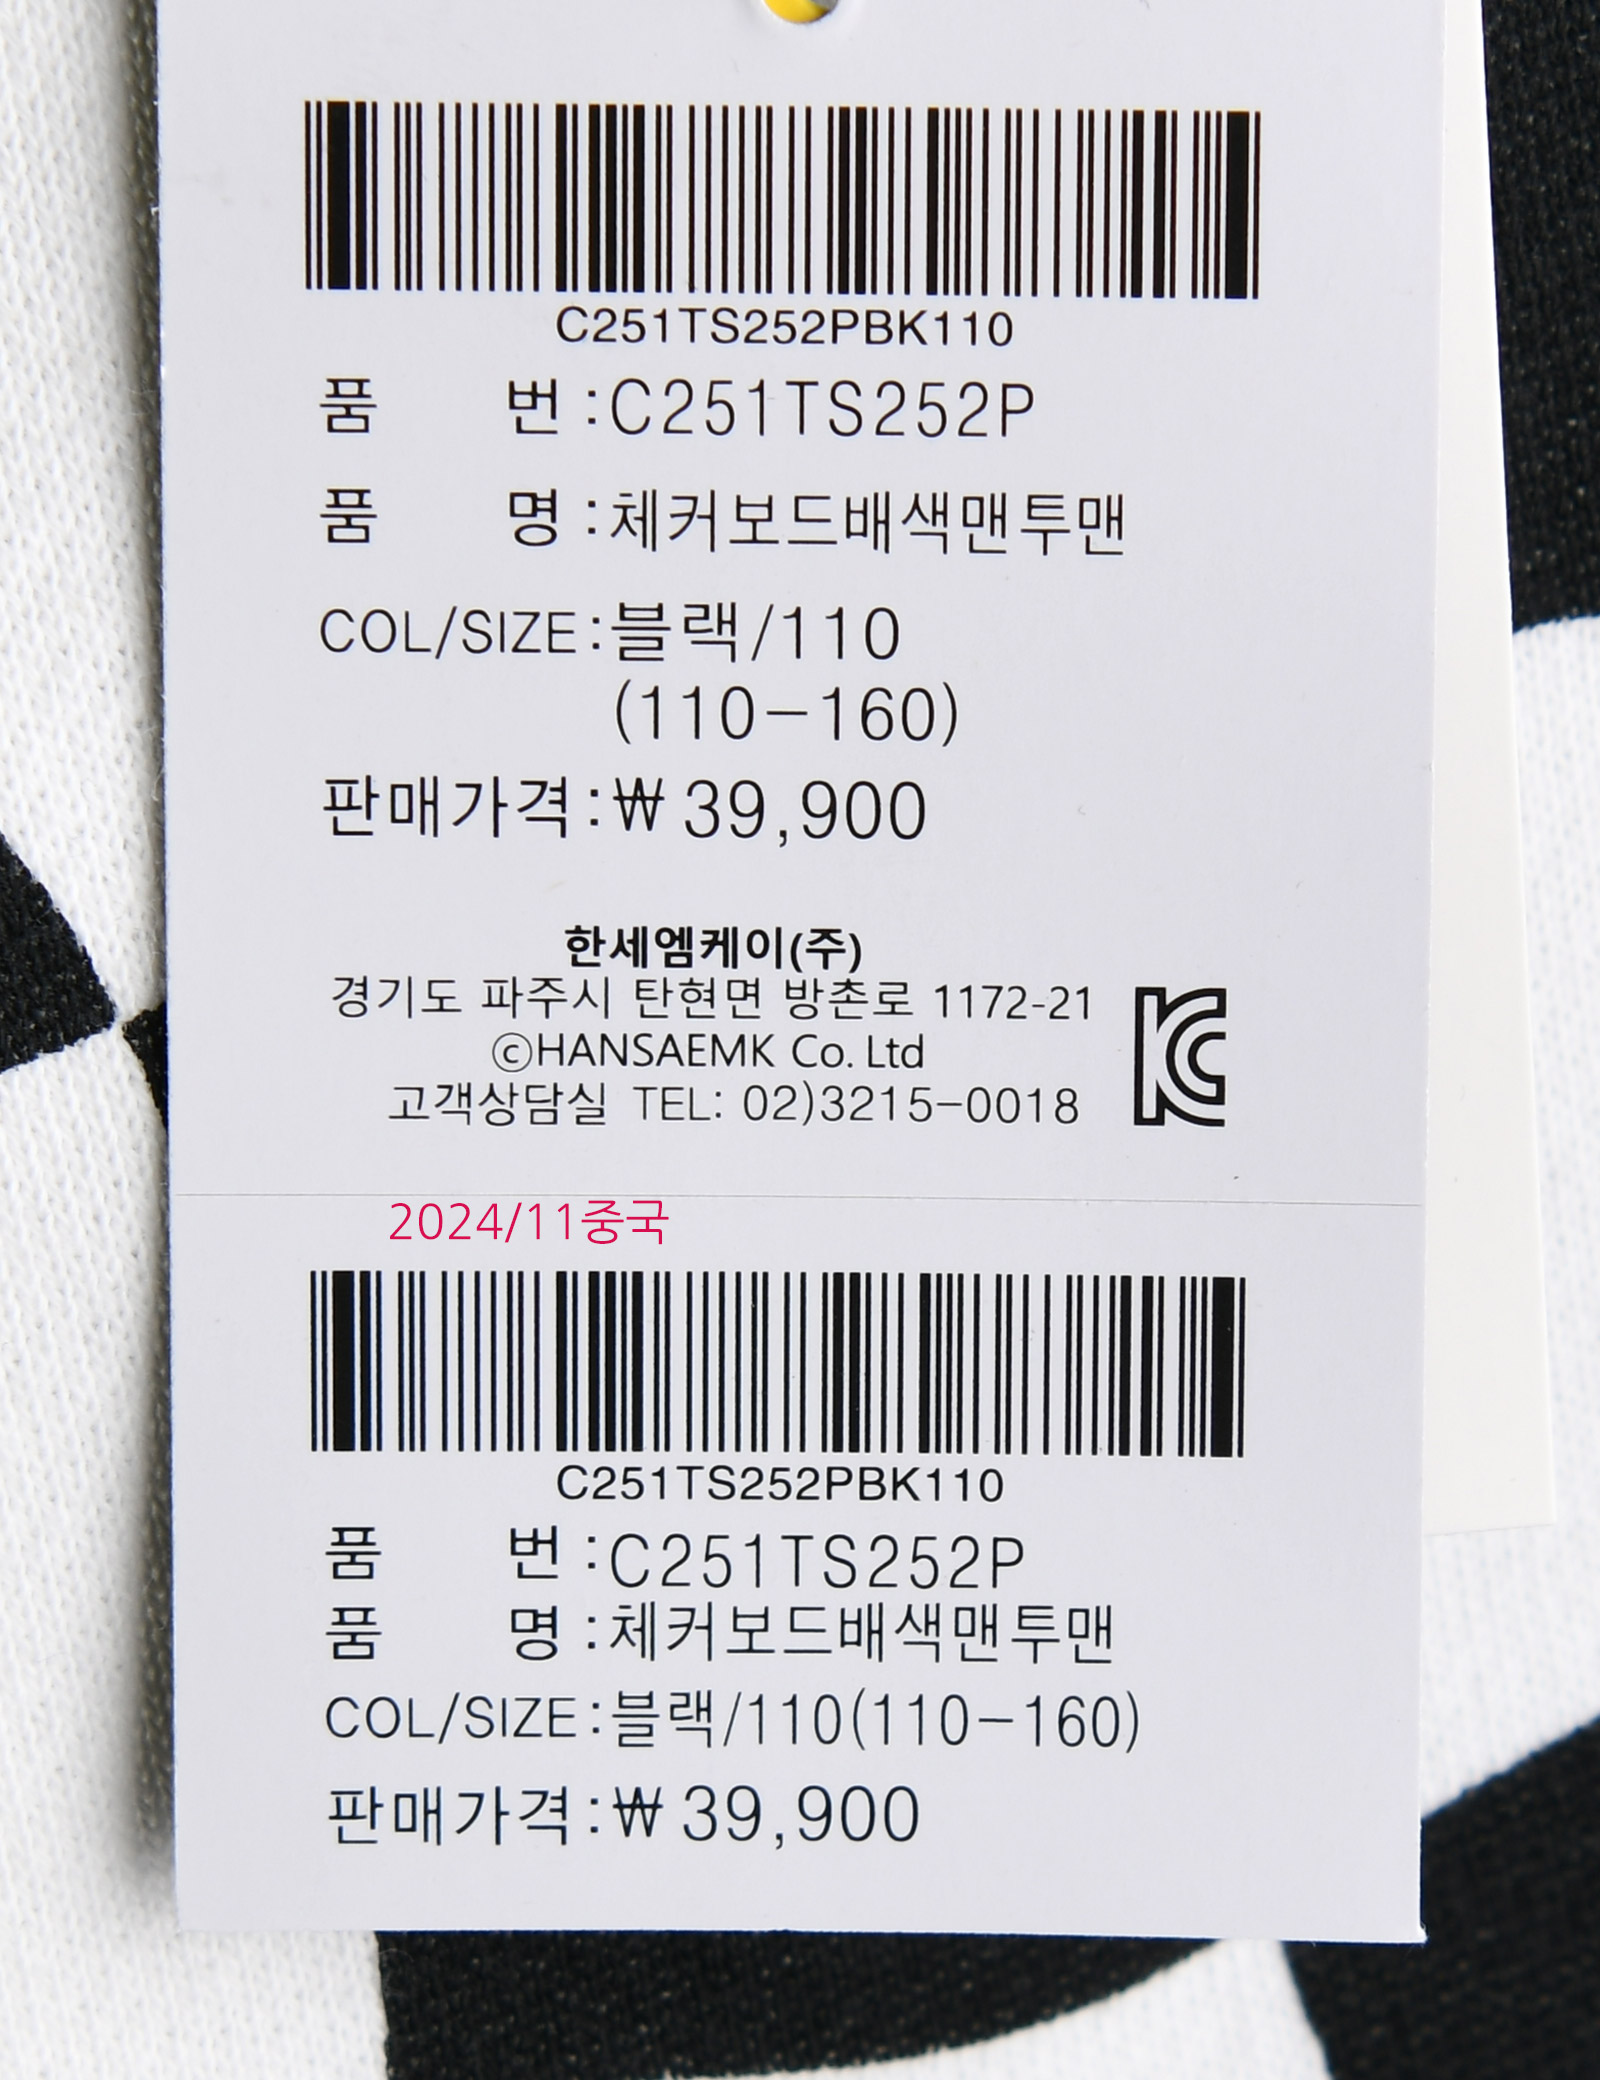 C251TS252PBK110
품 번 :C251TS252P
품 명 :체커보드배색맨투맨
COL/SIZE:블랙/110
(110-160)
판매가격:₩39,900
한세엠케이(주)
경기도 파주시 탄현면 방촌로 1172-21
ⓒHANSAEMK Co. Ltd
고객상담실 TEL: 02)3215-0018
KC
2024/11중국
C251TS252PBK110
품 번 :C251TS252P
품 명 :체커보드배색맨투맨
COL/SIZE:블랙/110(110-160)
판매가격:₩39,900